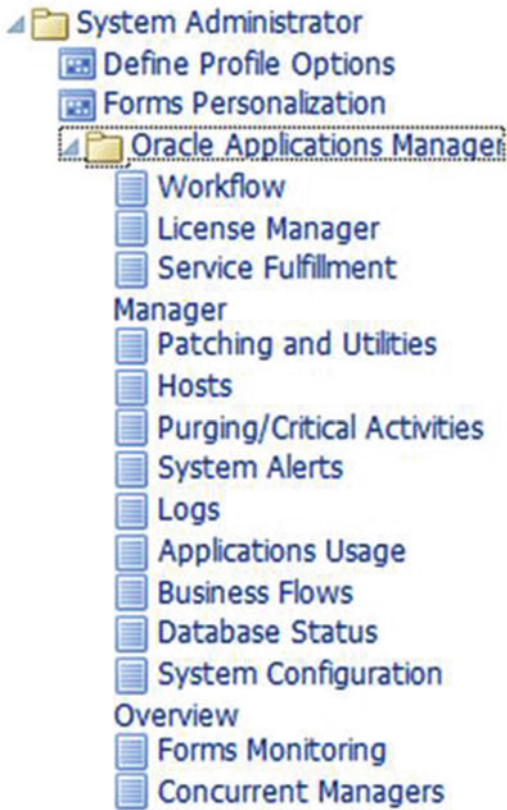 System Administrator
Define Profile Options
Forms Personalization
Oracle Applications Manager
Workflow
License Manager
Service Fulfillment
Manager
Patching and Utilities
Hosts
Purging/Critical Activities
System Alerts
Logs
Applications Usage
Business Flows
Database Status
System Configuration
Overview
Forms Monitoring
Concurrent Managers